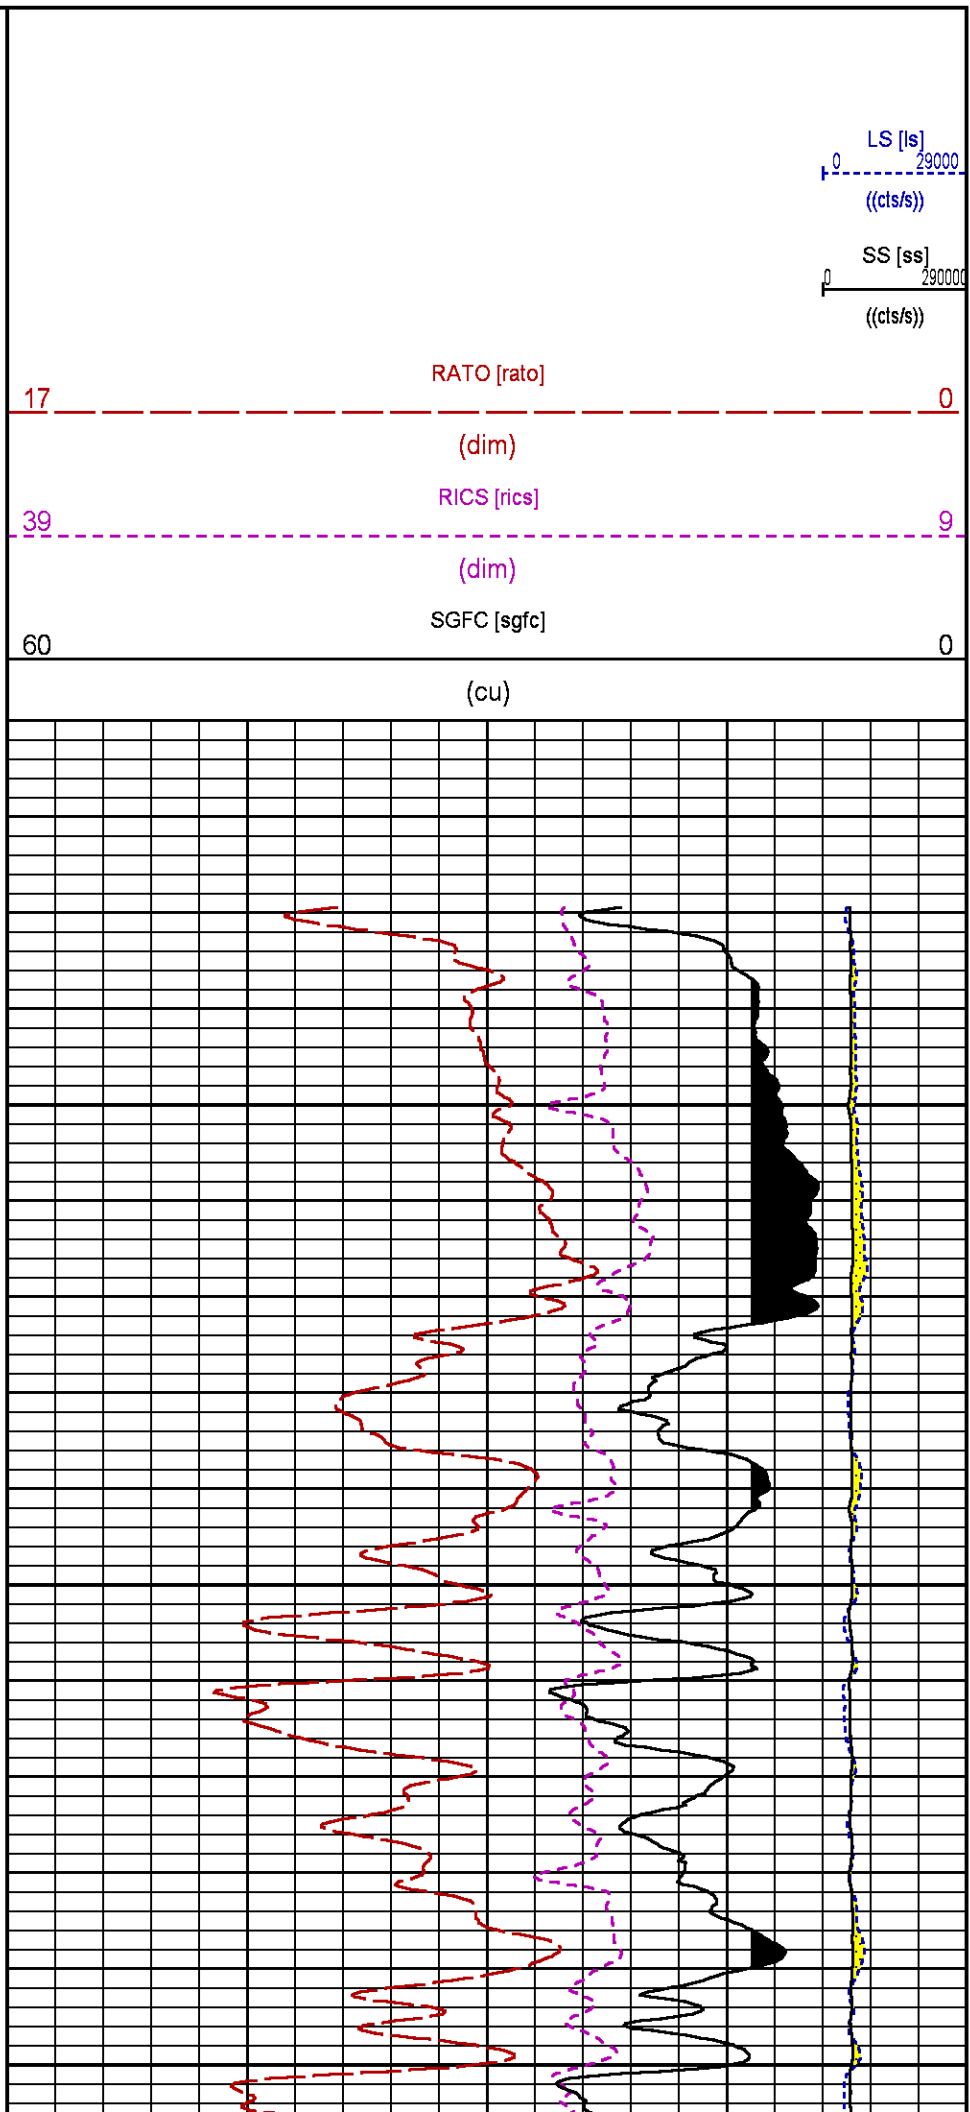 LS [ls]
0 29000
((cts/s))
SS [ss]
0 290000
((cts/s))
RATO [rato]
17 0
(dim)
RICS [rics]
39 9
(dim)
SGFC [sgfc]
60 0
(cu)